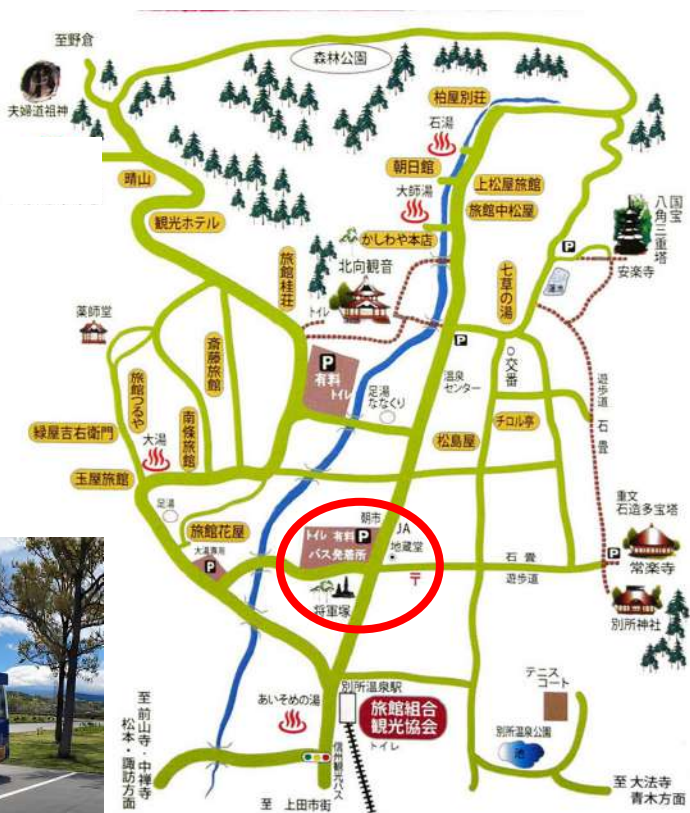 至野倉
森林公園
夫婦道祖神
柏屋別荘
石湯
朝日館
上松屋旅館
大師湯
旅館中松屋
晴山
観光ホテル
かしわや本店
国宝
八角三重塔
安楽寺
P
蓮池
北向観音
トイレ
旅館桂荘
七草の湯
薬師堂
P
有料
トイレ
P
温泉
センター
交番
遊歩道 石畳
斎藤旅館
旅館つるや
南條旅館
足湯
ななくり
チロル亭
松島屋
緑屋吉右衛門
大湯
玉屋旅館
足湯
旅館花屋
大湯専用
P
朝市
トイレ 有料 P
バス発着所
JA
地蔵堂
〒
石畳
遊歩道
将軍塚
重文
石造多宝塔
P
常楽寺
別所神社
あいそめの湯
別所温泉駅
旅館組合
観光協会
トイレ
テニス
コート
別所温泉公園
池
信州観光バス
至 前山寺・中禅寺
松本・諏訪方面
至 上田市街
至 大法寺
青木方面